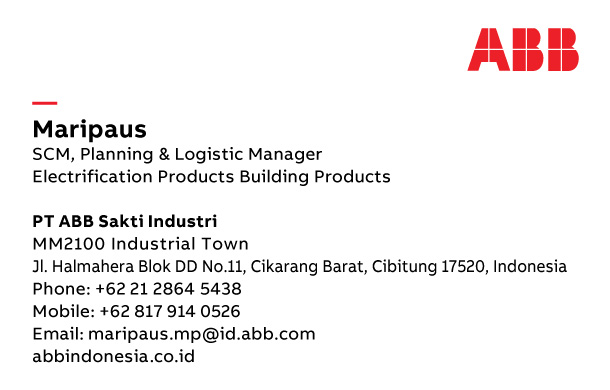 ABB
Maripaus
SCM, Planning & Logistic Manager
Electrification Products Building Products
PT ABB Sakti Industri
MM2100 Industrial Town
Jl. Halmahera Blok DD No.11, Cikarang Barat, Cibitung 17520, Indonesia
Phone: +62 21 2864 5438
Mobile: +62 817 914 0526
Email: maripaus.mp@id.abb.com
abbindonesia.co.id